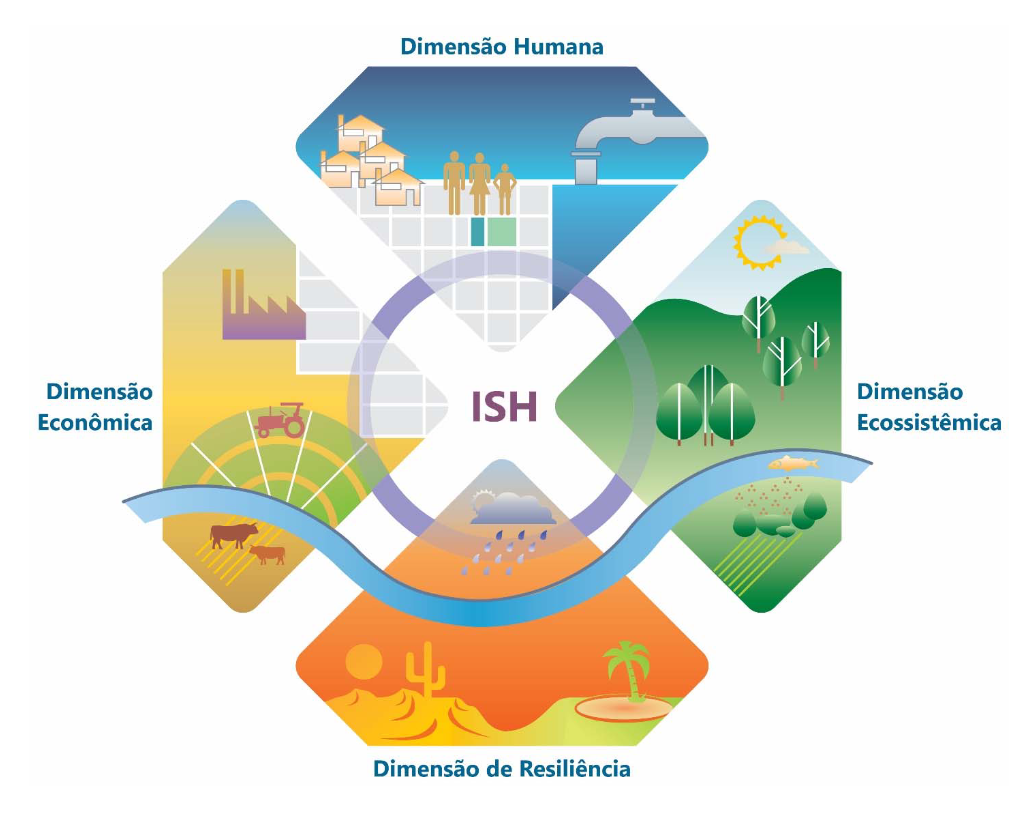 Dimensão Humana
Dimensão
Econômica
ISH
Dimensão
Ecossistêmica
Dimensão de Resiliência